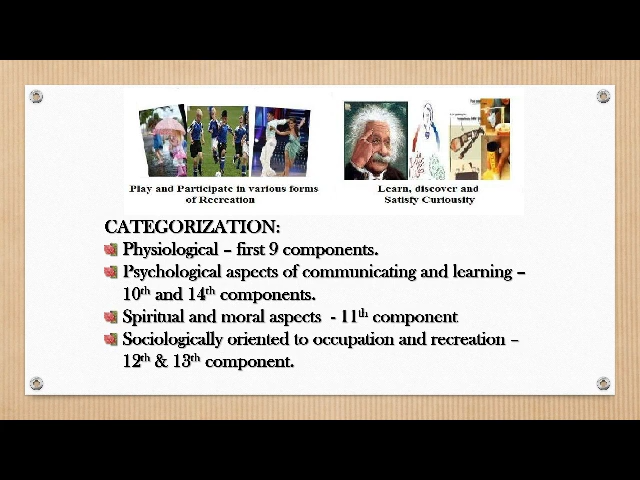 Play and Participate in various forms
of Recreation
Learn, discover and
Satisfy Curiousity
CATEGORIZATION:
Physiological – first 9 components.
Psychological aspects of communicating and learning –
10th and 14th components.
Spiritual and moral aspects - 11th component
Sociologically oriented to occupation and recreation –
12th & 13th component.